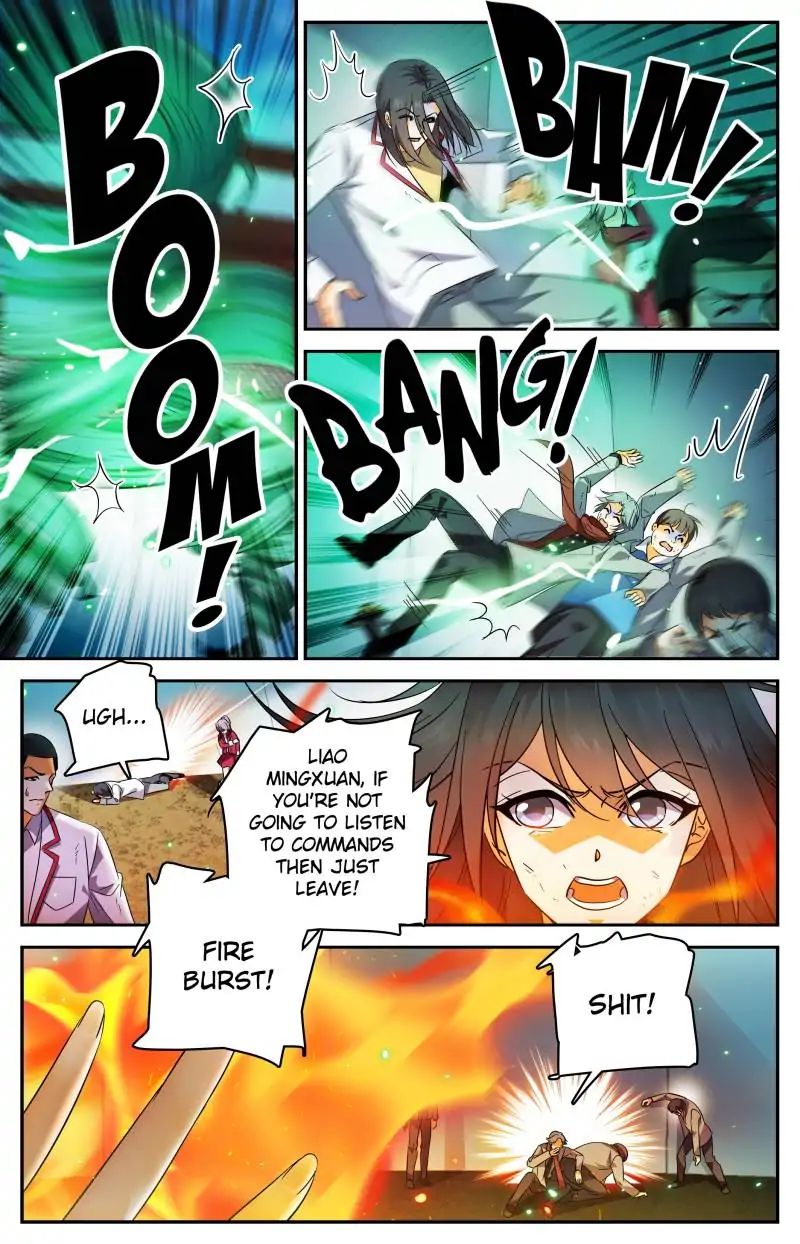 BOOM!
BAM!
BANG!
UGH...
LIAO
MINGXUAN, IF
YOU'RE NOT
GOING TO LISTEN
TO COMMANDS
THEN JUST
LEAVE!
FIRE
BURST!
SHIT!